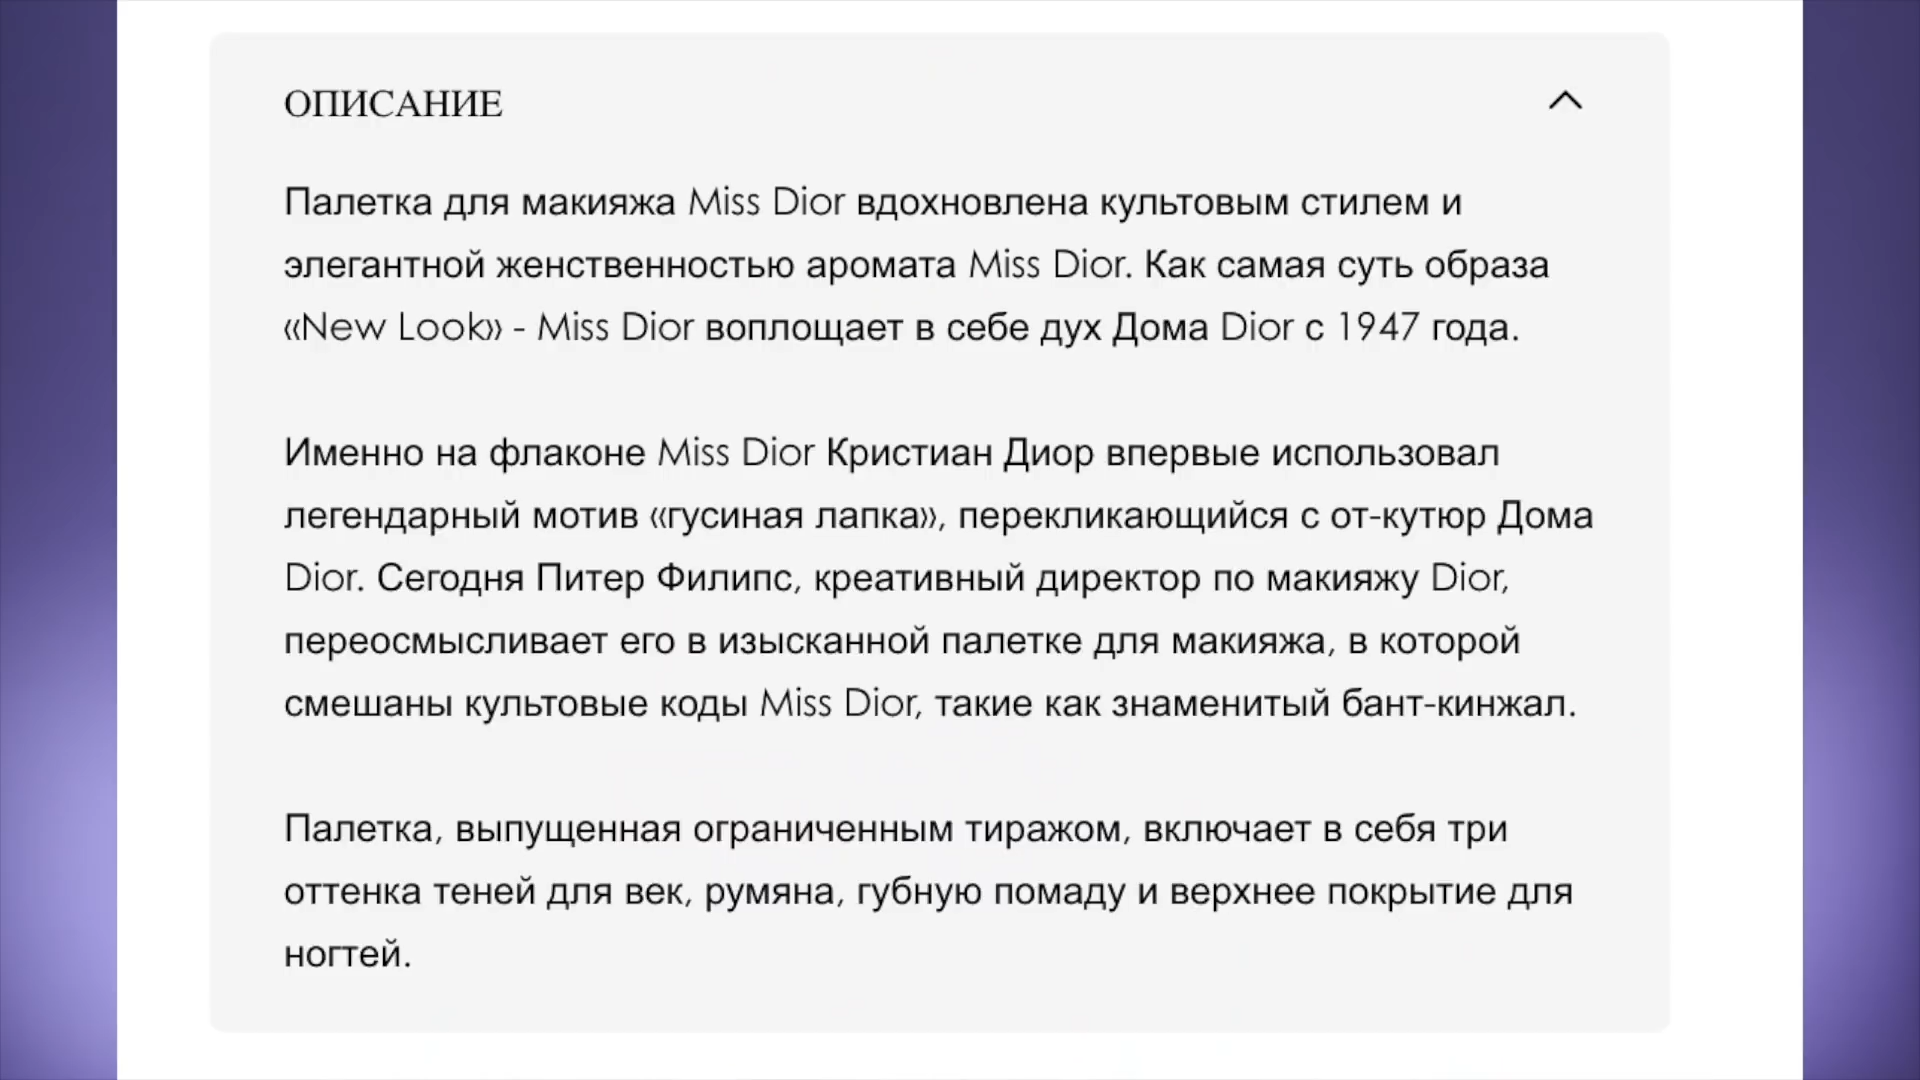 ОПИСАНИЕ
Палетка для макияжа Miss Dior вдохновлена культовым стилем и
элегантной женственностью аромата Miss Dior. Как самая суть образа
«New Look» - Miss Dior воплощает в себе дух Дома Dior с 1947 года.
Именно на флаконе Miss Dior Кристиан Диор впервые использовал
легендарный мотив «гусиная лапка», перекликающийся с от-кутюр Дома
Dior. Сегодня Питер Филипс, креативный директор по макияжу Dior,
переосмысливает его в изысканной палетке для макияжа, в которой
смешаны культовые коды Miss Dior, такие как знаменитый бант-кинжал.
Палетка, выпущенная ограниченным тиражом, включает в себя три
оттенка теней для век, румяна, губную помаду и верхнее покрытие для
ногтей.